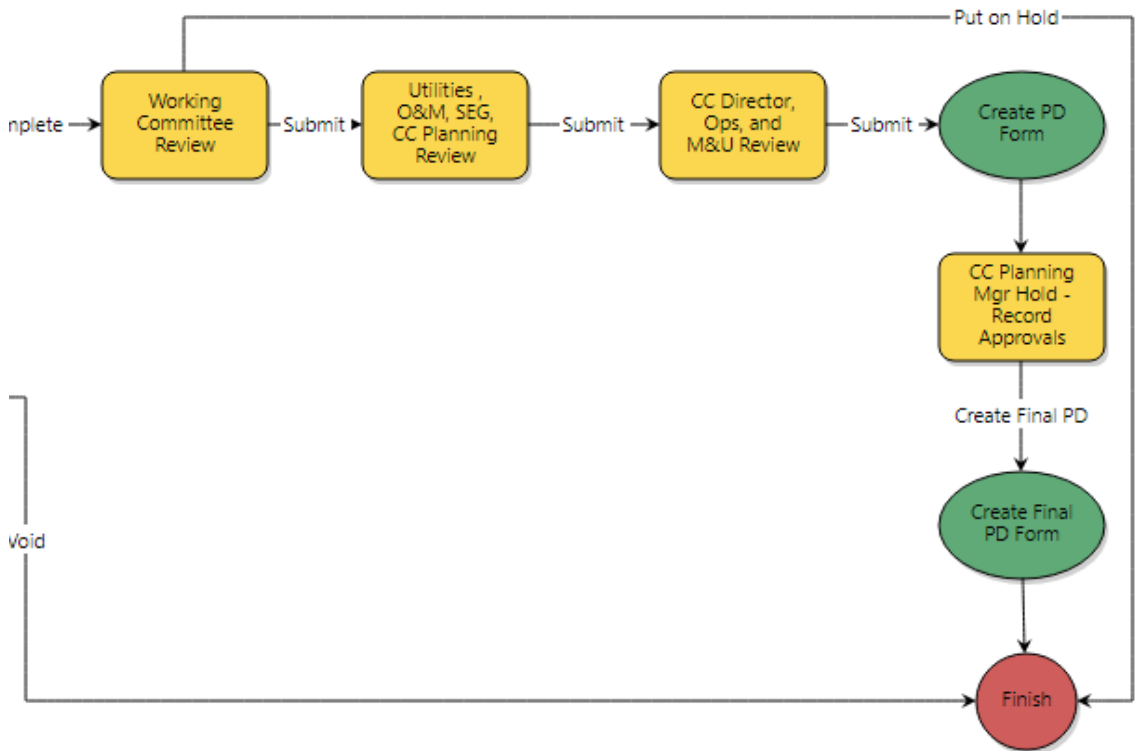 Put on Hold
Working
Committee
Review
Utilities ,
O&M, SEG,
CC Planning
Review
CC Director,
Ops, and
M&U Review
Create PD
Form
mplete
Submit
Submit
Submit
CC Planning
Mgr Hold -
Record
Approvals
Create Final PD
Create Final
PD Form
Void
Finish